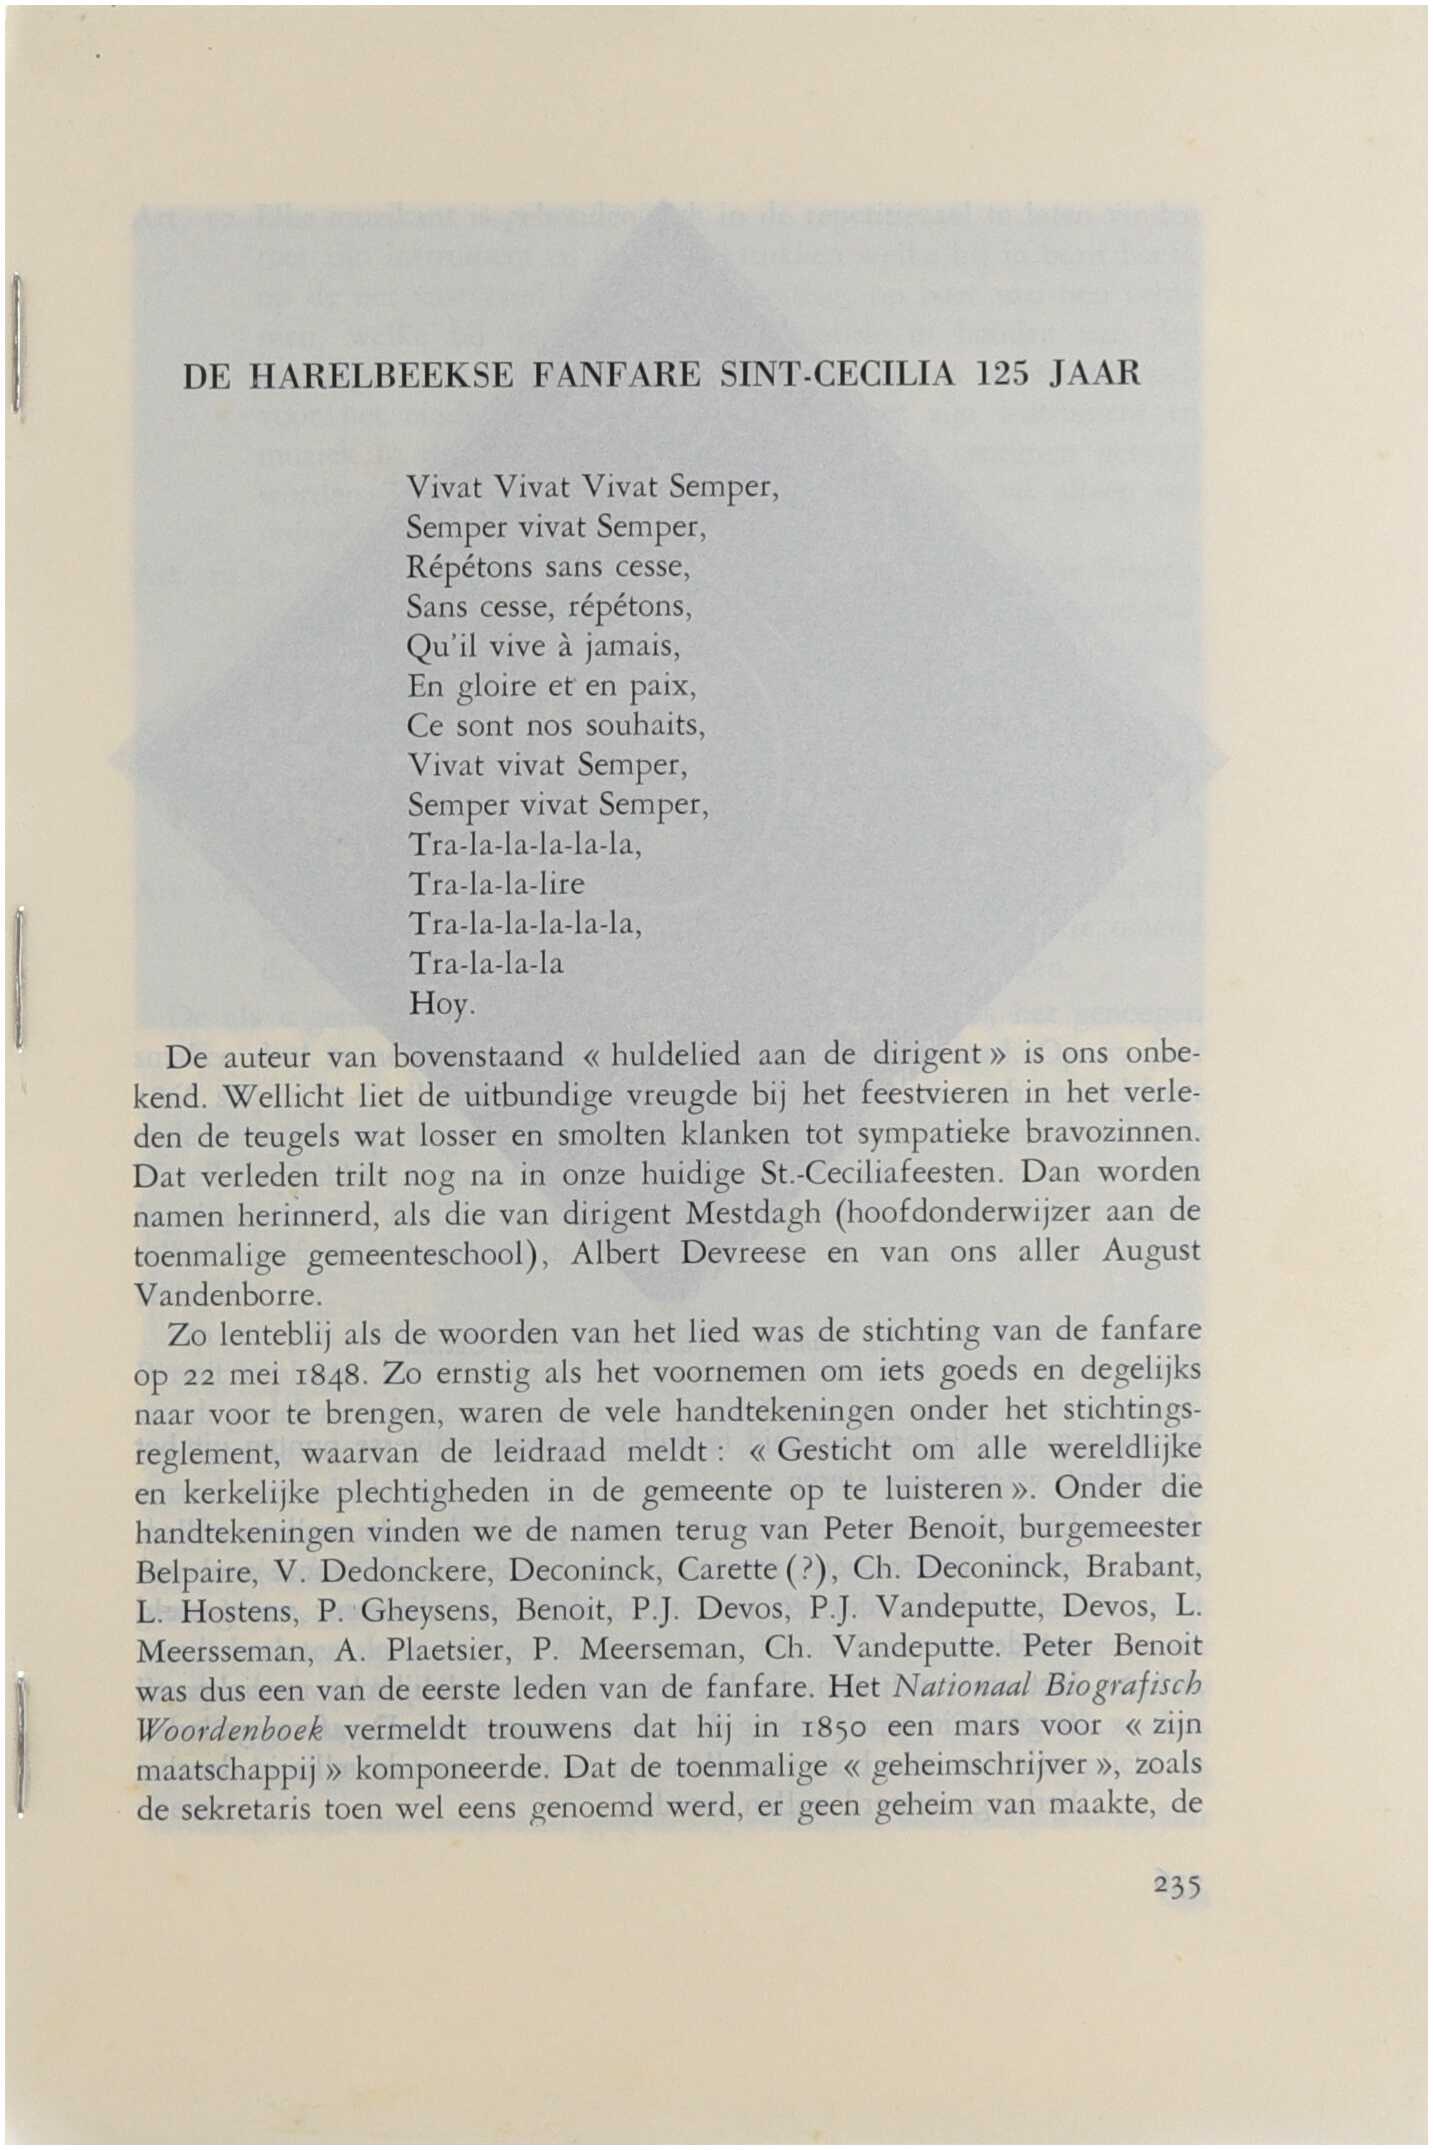 DE HARELBEEKSE FANFARE SINT-CECILIA 125 JAAR
Vivat Vivat Vivat Semper,
Semper vivat Semper,
Répétons sans cesse,
Sans cesse, répétons,
Qu'il vive à jamais,
En gloire et en paix,
Ce sont nos souhaits,
Vivat vivat Semper,
Semper vivat Semper,
Tra-la-la-la-la-la,
Tra-la-la-lire
Tra-la-la-la-la-la,
Tra-la-la-la
Hoy.
De auteur van bovenstaand « huldelied aan de dirigent » is ons onbe-
kend. Wellicht liet de uitbundige vreugde bij het feestvieren in het verle-
den de teugels wat losser en smolten klanken tot sympatieke bravozinnen.
Dat verleden trilt nog na in onze huidige St.-Ceciliafeesten. Dan worden
namen herinnerd, als die van dirigent Mestdagh (hoofdonderwijzer aan de
toenmalige gemeenteschool), Albert Devreese en van ons aller August
Vandenborre.
Zo lenteblij als de woorden van het lied was de stichting van de fanfare
op 22 mei 1848. Zo ernstig als het voornemen om iets goeds en degelijks
naar voor te brengen, waren de vele handtekeningen onder het stichtings-
reglement, waarvan de leidraad meldt : « Gesticht om alle wereldlijke
en kerkelijke plechtigheden in de gemeente op te luisteren ». Onder die
handtekeningen vinden we de namen terug van Peter Benoit, burgemeester
Belpaire, V. Dedonckere, Deconinck, Carette (?), Ch. Deconinck, Brabant,
L. Hostens, P. Gheysens, Benoit, P.J. Devos, P.J. Vandeputte, Devos, L.
Meersseman, A. Plaetsier, P. Meerseman, Ch. Vandeputte. Peter Benoit
was dus een van de eerste leden van de fanfare. Het Nationaal Biografisch
Woordenboek vermeldt trouwens dat hij in 1850 een mars voor « zijn
maatschappij » komponeerde. Dat de toenmalige « geheimschrijver », zoals
de sekretaris toen wel eens genoemd werd, er geen geheim van maakte, de
235